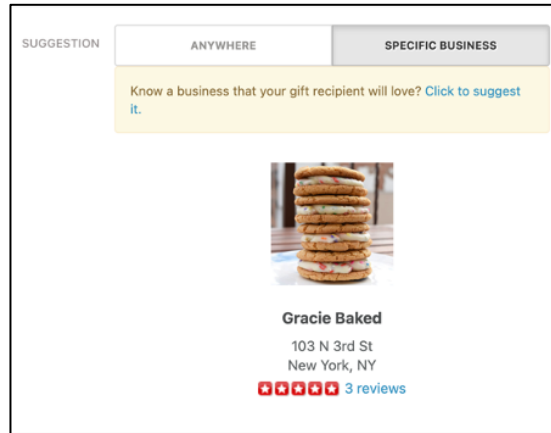 SUGGESTION
ANYWHERE
SPECIFIC BUSINESS
Know a business that your gift recipient will love? Click to suggest
it.
Gracie Baked
103 N 3rd St
New York, NY
3 reviews